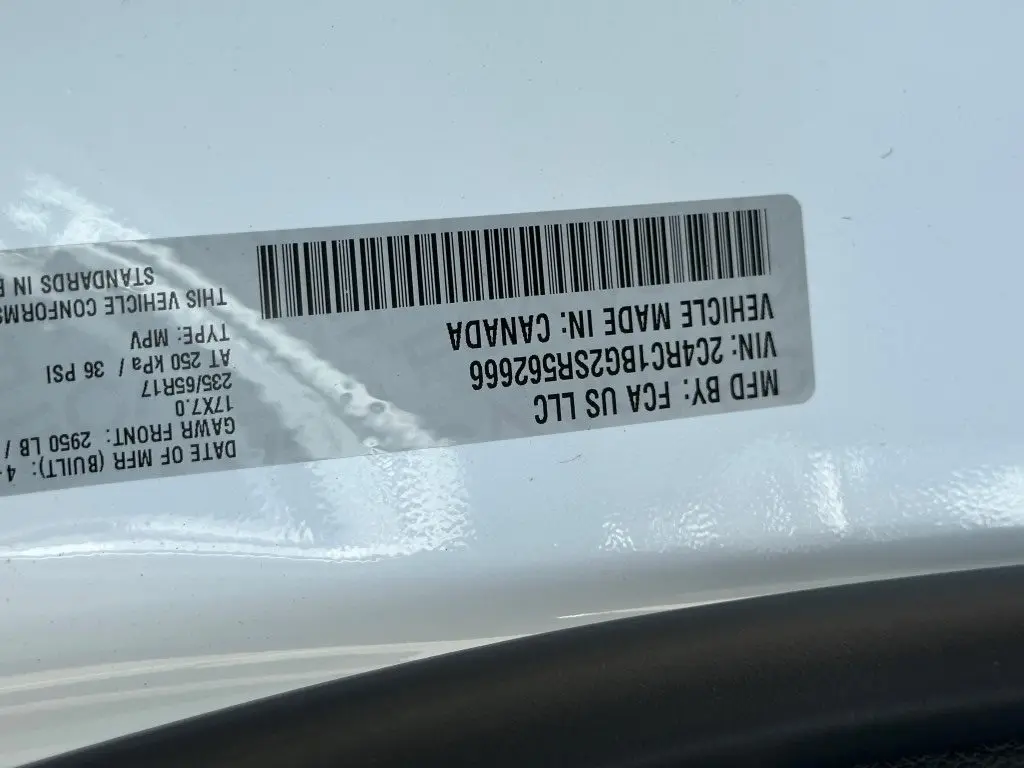 MFD BY: FCA US LLC
VIN: 2C4RC1BG2SR562666
VEHICLE MADE IN: CANADA
DATE OF MFR (BUILT): 4-
GAWR FRONT: 2950 LB /
17X7.0
235/65R17
AT 250 kPa / 36 PSI
TYPE: MPV
THIS VEHICLE CONFORMS
STANDARDS IN